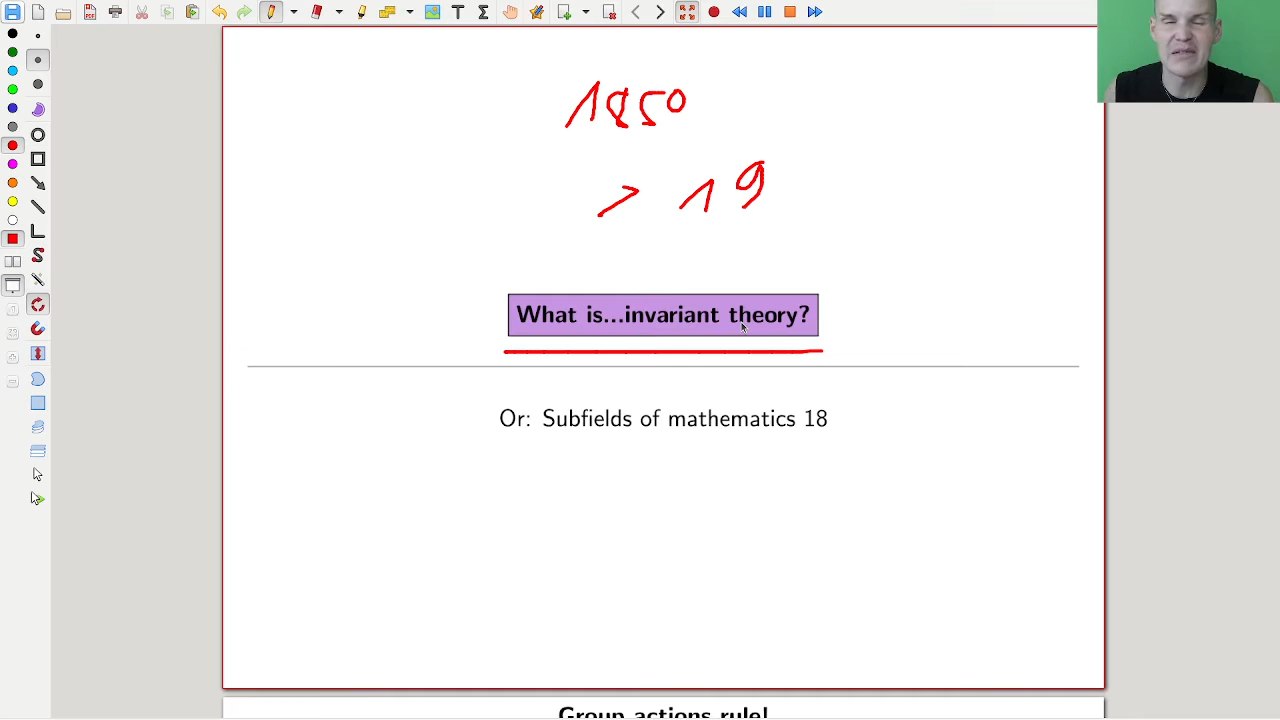 1850
> 19
What is...invariant theory?
Or: Subfields of mathematics 18
Group actions rule!